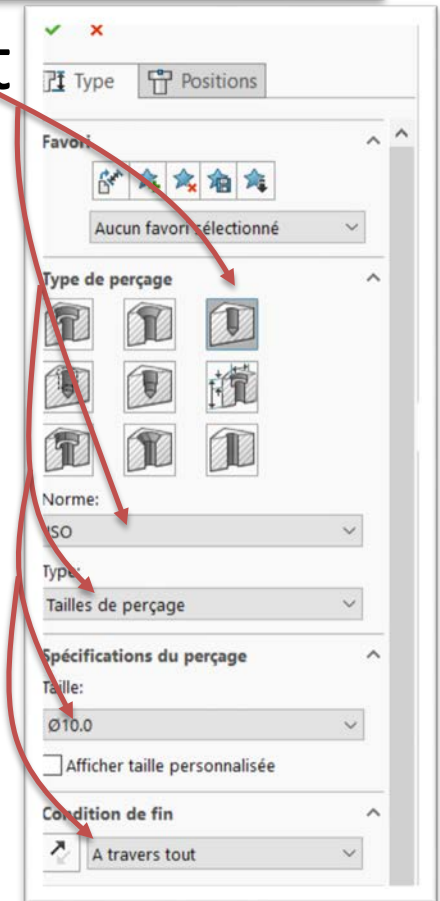 t
Type Positions
Favori
Aucun favori sélectionné
Type de perçage
Norme:
ISO
Type:
Tailles de perçage
Spécifications du perçage
Taille:
Ø10.0
Afficher taille personnalisée
Condition de fin
A travers tout